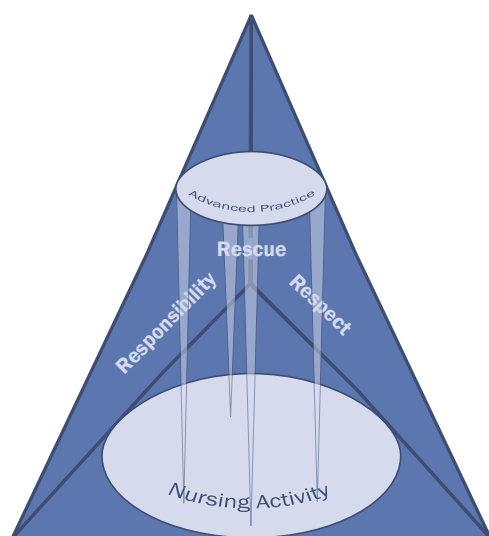 Advanced Practice
Rescue
Responsibility
Respect
Nursing Activity